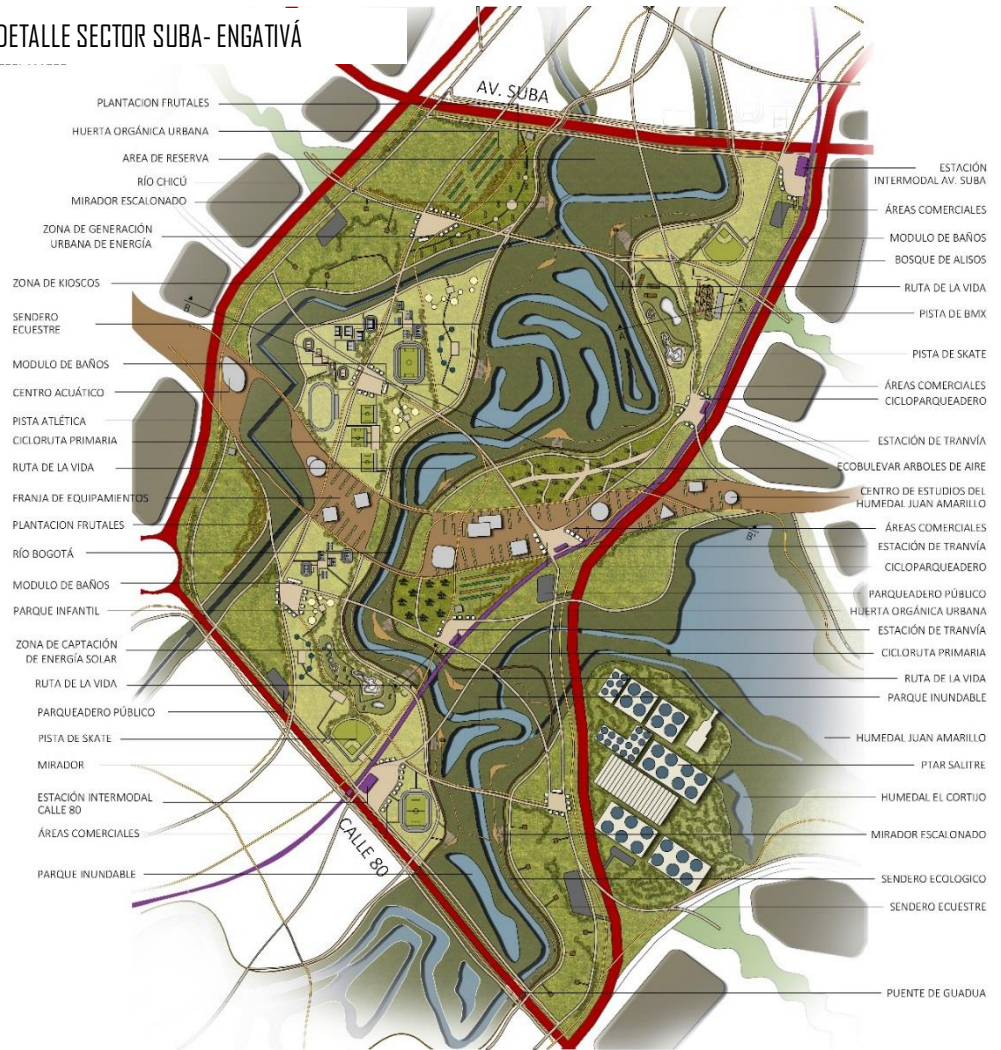 DETALLE SECTOR SUBA- ENGATIVÁ
AV. SUBA
CALLE 80
PLANTACION FRUTALES
HUERTA ORGÁNICA URBANA
AREA DE RESERVA
RÍO CHICÚ
MIRADOR ESCALONADO
ZONA DE GENERACIÓN
URBANA DE ENERGÍA
ZONA DE KIOSCOS
SENDERO
ECUESTRE
MODULO DE BAÑOS
CENTRO ACUÁTICO
PISTA ATLÉTICA
CICLORUTA PRIMARIA
RUTA DE LA VIDA
FRANJA DE EQUIPAMIENTOS
PLANTACION FRUTALES
RÍO BOGOTÁ
MODULO DE BAÑOS
PARQUE INFANTIL
ZONA DE CAPTACIÓN
DE ENERGÍA SOLAR
RUTA DE LA VIDA
PARQUEADERO PÚBLICO
PISTA DE SKATE
MIRADOR
ESTACIÓN INTERMODAL
CALLE 80
ÁREAS COMERCIALES
PARQUE INUNDABLE
ESTACIÓN
INTERMODAL AV. SUBA
ÁREAS COMERCIALES
MODULO DE BAÑOS
BOSQUE DE ALISOS
RUTA DE LA VIDA
PISTA DE BMX
PISTA DE SKATE
ÁREAS COMERCIALES
CICLOPARQUEADERO
ESTACIÓN DE TRANVÍA
ECOBULEVAR ARBOLES DE AIRE
CENTRO DE ESTUDIOS DEL
HUMEDAL JUAN AMARILLO
ÁREAS COMERCIALES
ESTACIÓN DE TRANVÍA
CICLOPARQUEADERO
PARQUEADERO PÚBLICO
HUERTA ORGÁNICA URBANA
ESTACIÓN DE TRANVÍA
CICLORUTA PRIMARIA
RUTA DE LA VIDA
PARQUE INUNDABLE
HUMEDAL JUAN AMARILLO
PTAR SALITRE
HUMEDAL EL CORTIJO
MIRADOR ESCALONADO
SENDERO ECOLOGICO
SENDERO ECUESTRE
PUENTE DE GUADUA